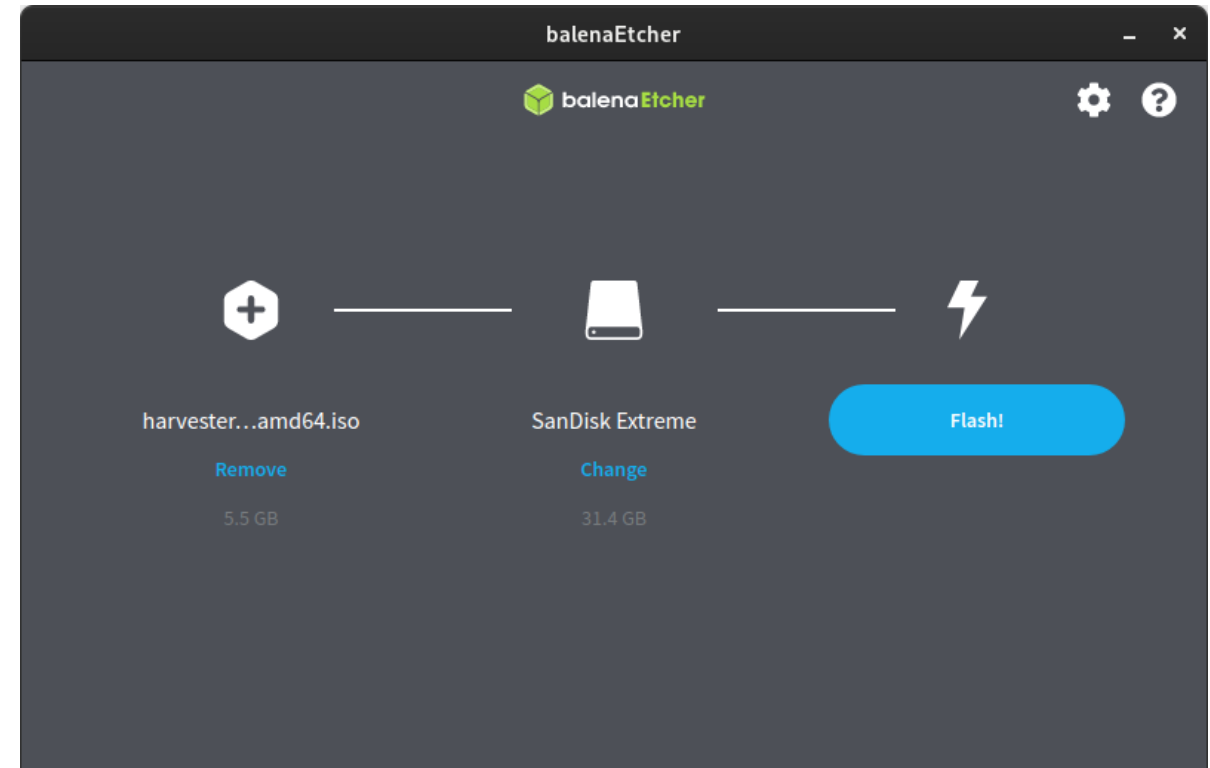 balenaEtcher
balenaEtcher
harvester...amd64.iso
SanDisk Extreme
Flash!
Remove
Change
5.5 GB
31.4 GB